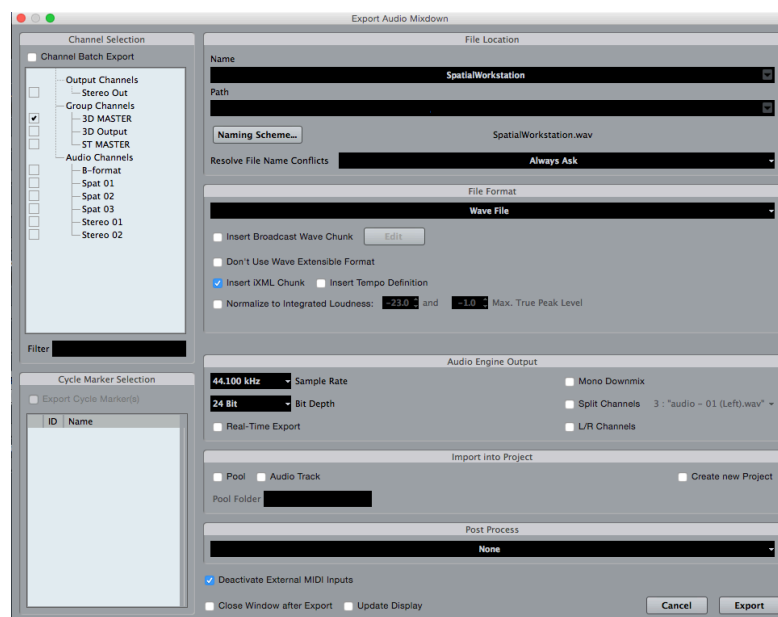 Export Audio Mixdown
Channel Selection
Channel Batch Export
Output Channels
Stereo Out
Group Channels
3D MASTER
3D Output
ST MASTER
Audio Channels
B-format
Spat 01
Spat 02
Spat 03
Stereo 01
Stereo 02
Filter
Cycle Marker Selection
Export Cycle Marker(s)
ID Name
File Location
Name
SpatialWorkstation
Path
Naming Scheme... SpatialWorkstation.wav
Resolve File Name Conflicts Always Ask
File Format
Wave File
Insert Broadcast Wave Chunk Edit
Don't Use Wave Extensible Format
Insert iXML Chunk Insert Tempo Definition
Normalize to Integrated Loudness: -23.0 and -1.0 Max. True Peak Level
Audio Engine Output
44.100 kHz Sample Rate Mono Downmix
24 Bit Bit Depth Split Channels 3 : "audio - 01 (Left).wav"
Real-Time Export L/R Channels
Import into Project
Pool Audio Track Create new Project
Pool Folder
Post Process
None
Deactivate External MIDI Inputs
Close Window after Export Update Display Cancel Export